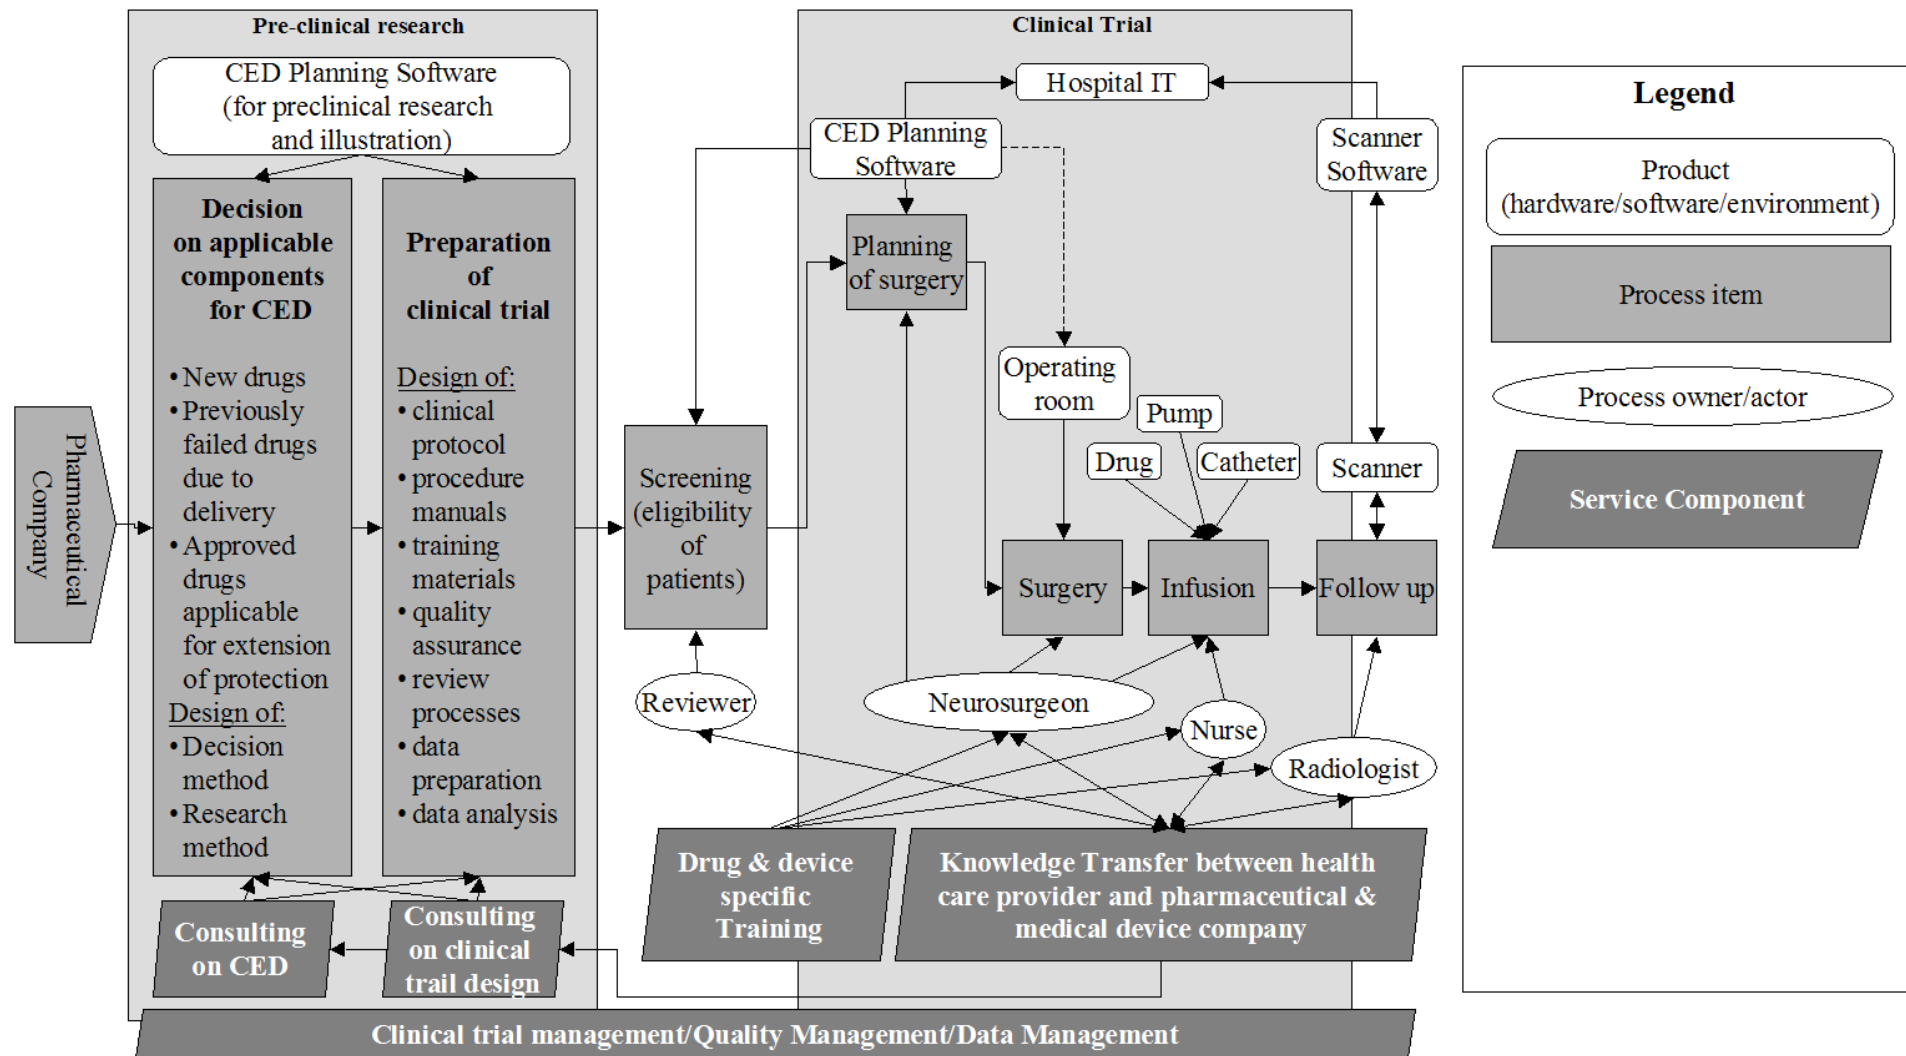 Pre-clinical research
CED Planning Software
(for preclinical research
and illustration)
Decision
on applicable
components
for CED
• New drugs
• Previously
failed drugs
due to
delivery
• Approved
drugs
applicable
for extension
of protection
Design of:
• Decision
method
• Research
method
Preparation
of
clinical trial
Design of:
• clinical
protocol
• procedure
manuals
• training
materials
• quality
assurance
• review
processes
• data
preparation
• data analysis
Pharmaceutical
Company
Consulting
on CED
Consulting
on clinical
trail design
Clinical Trial
Hospital IT
CED Planning
Software
Scanner
Software
Planning
of surgery
Operating
room
Pump
Drug
Catheter
Scanner
Screening
(eligibility
of
patients)
Surgery
Infusion
Follow up
Reviewer
Neurosurgeon
Nurse
Radiologist
Drug & device
specific
Training
Knowledge Transfer between health
care provider and pharmaceutical &
medical device company
Clinical trial management/Quality Management/Data Management
Legend
Product
(hardware/software/environment)
Process item
Process owner/actor
Service Component